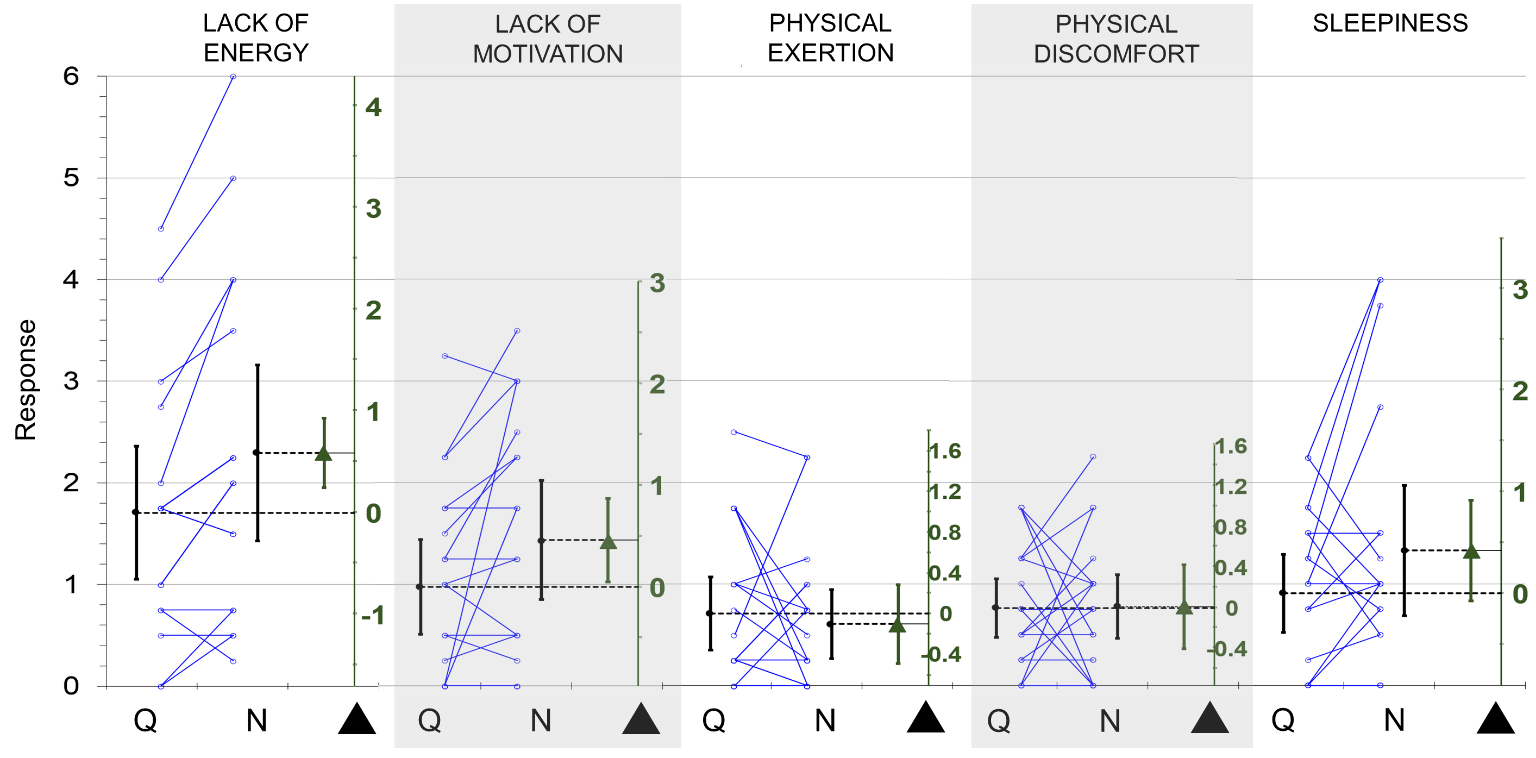 LACK OF
ENERGY
LACK OF
MOTIVATION
PHYSICAL
EXERTION
PHYSICAL
DISCOMFORT
SLEEPINESS
Response
6
5
4
3
2
1
0
4
3
2
1
0
-1
3
2
1
0
1.6
1.2
0.8
0.4
0
-0.4
1.6
1.2
0.8
0.4
0
-0.4
3
2
1
0
Q N
Q N
Q N
Q N
Q N